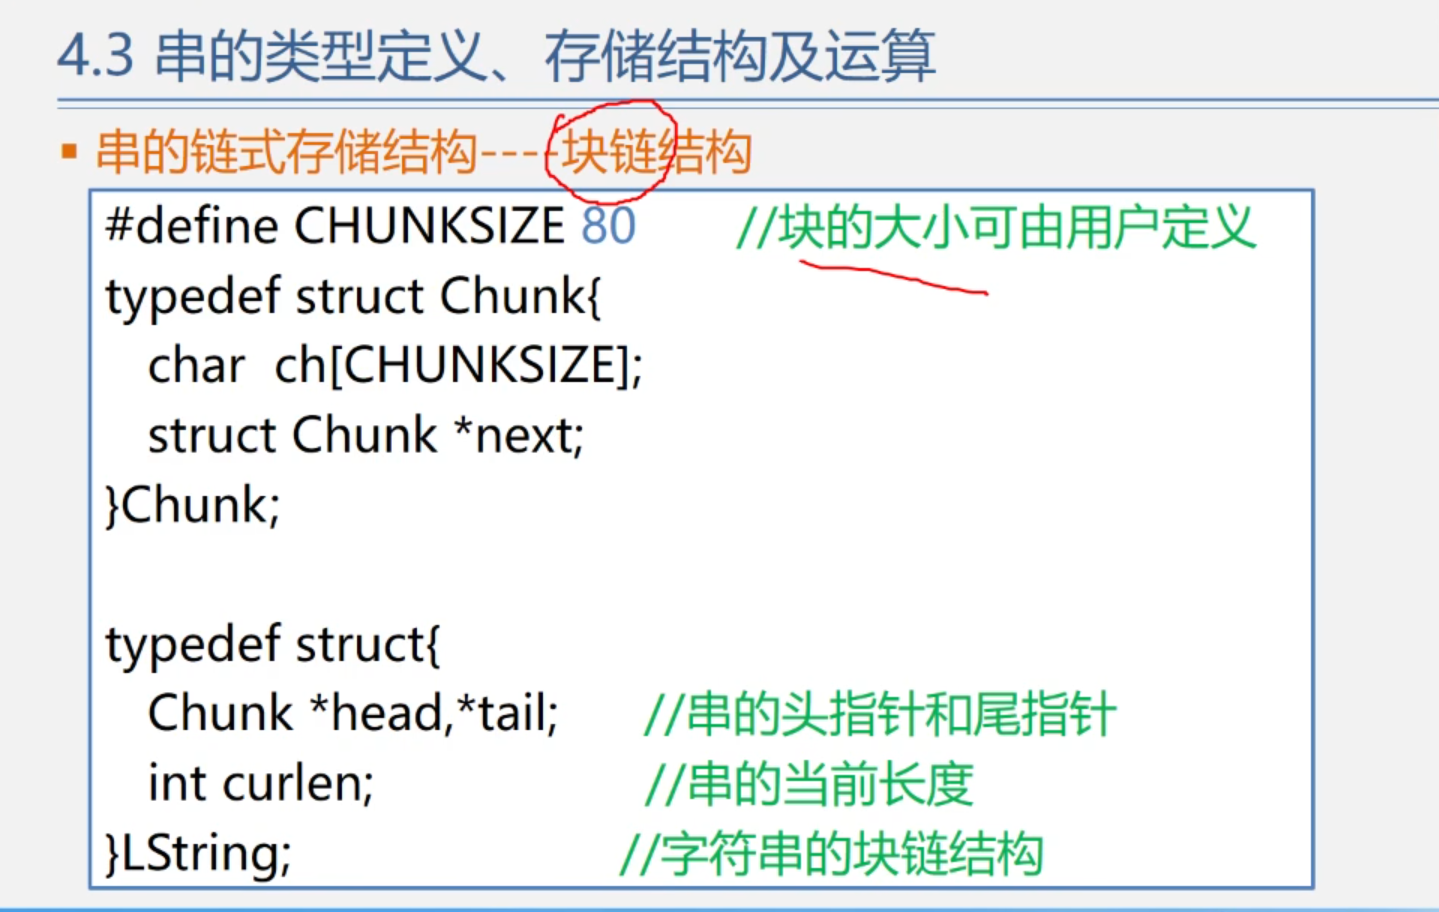 4.3 串的类型定义、存储结构及运算
▪ 串的链式存储结构----块链结构
#define CHUNKSIZE 80 //块的大小可由用户定义
typedef struct Chunk{
char ch[CHUNKSIZE];
struct Chunk *next;
}Chunk;
typedef struct{
Chunk *head,*tail; //串的头指针和尾指针
int curlen; //串的当前长度
}LString; //字符串的块链结构